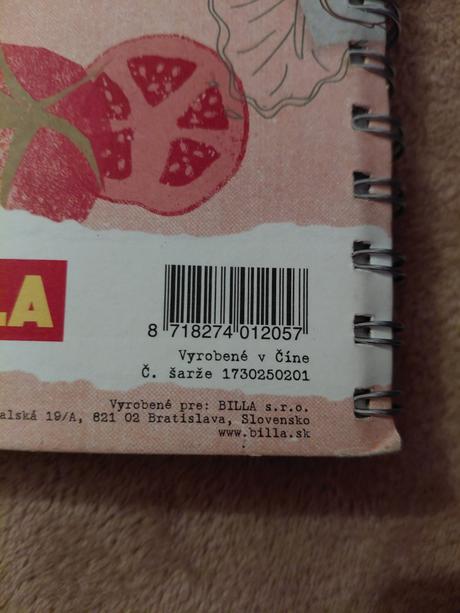 LA
8 718274 012057
Vyrobené v Číne
Č. šarže 1730250201
Vyrobené pre: BILLA s.r.o.
alská 19/A, 821 02 Bratislava, Slovensko
www.billa.sk